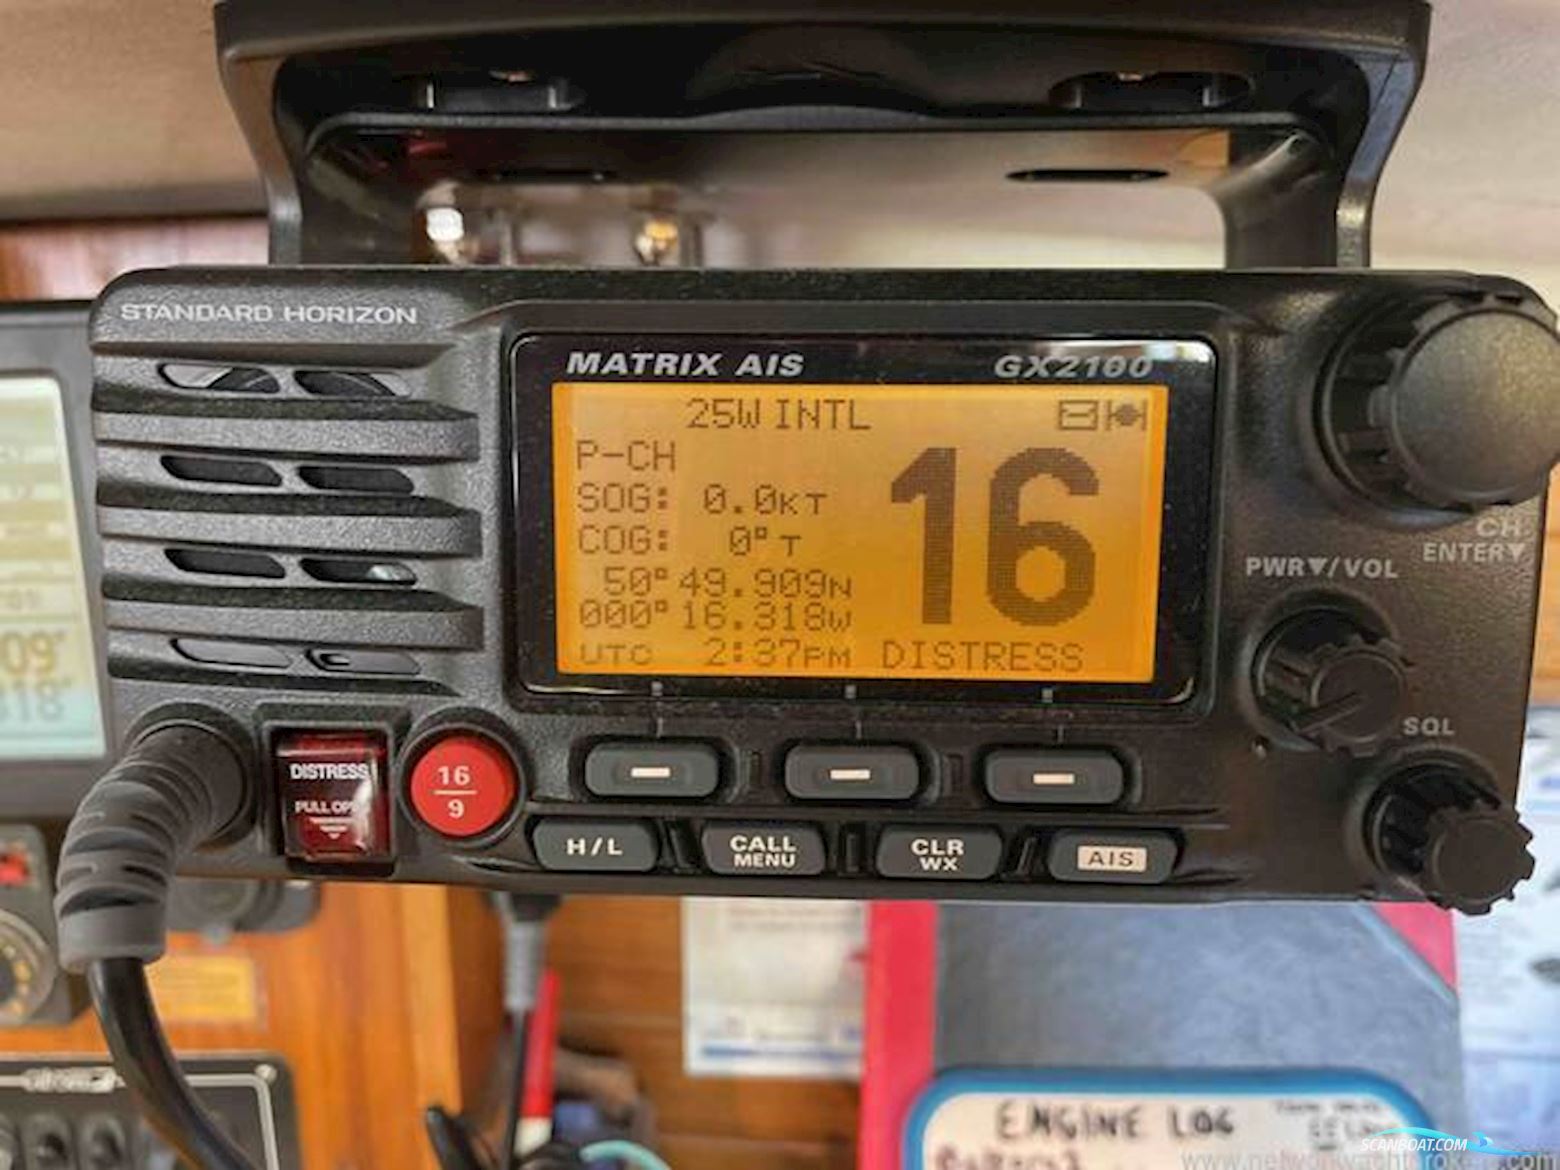 STANDARD HORIZON
MATRIX AIS GX2100
25W INTL
P-CH
16
SOG: 0.0KT
COG: 0° T
50° 49.909N
000° 16.318W
UTC 2:37PM DISTRESS
CH
ENTER▼
PWR▼/VOL
SQL
DISTRESS
PULL OPEN
16
9
H/L
CALL
MENU
CLR
WX
AIS
09°
318°
ENGINE LOG
SCANBOAT.COM